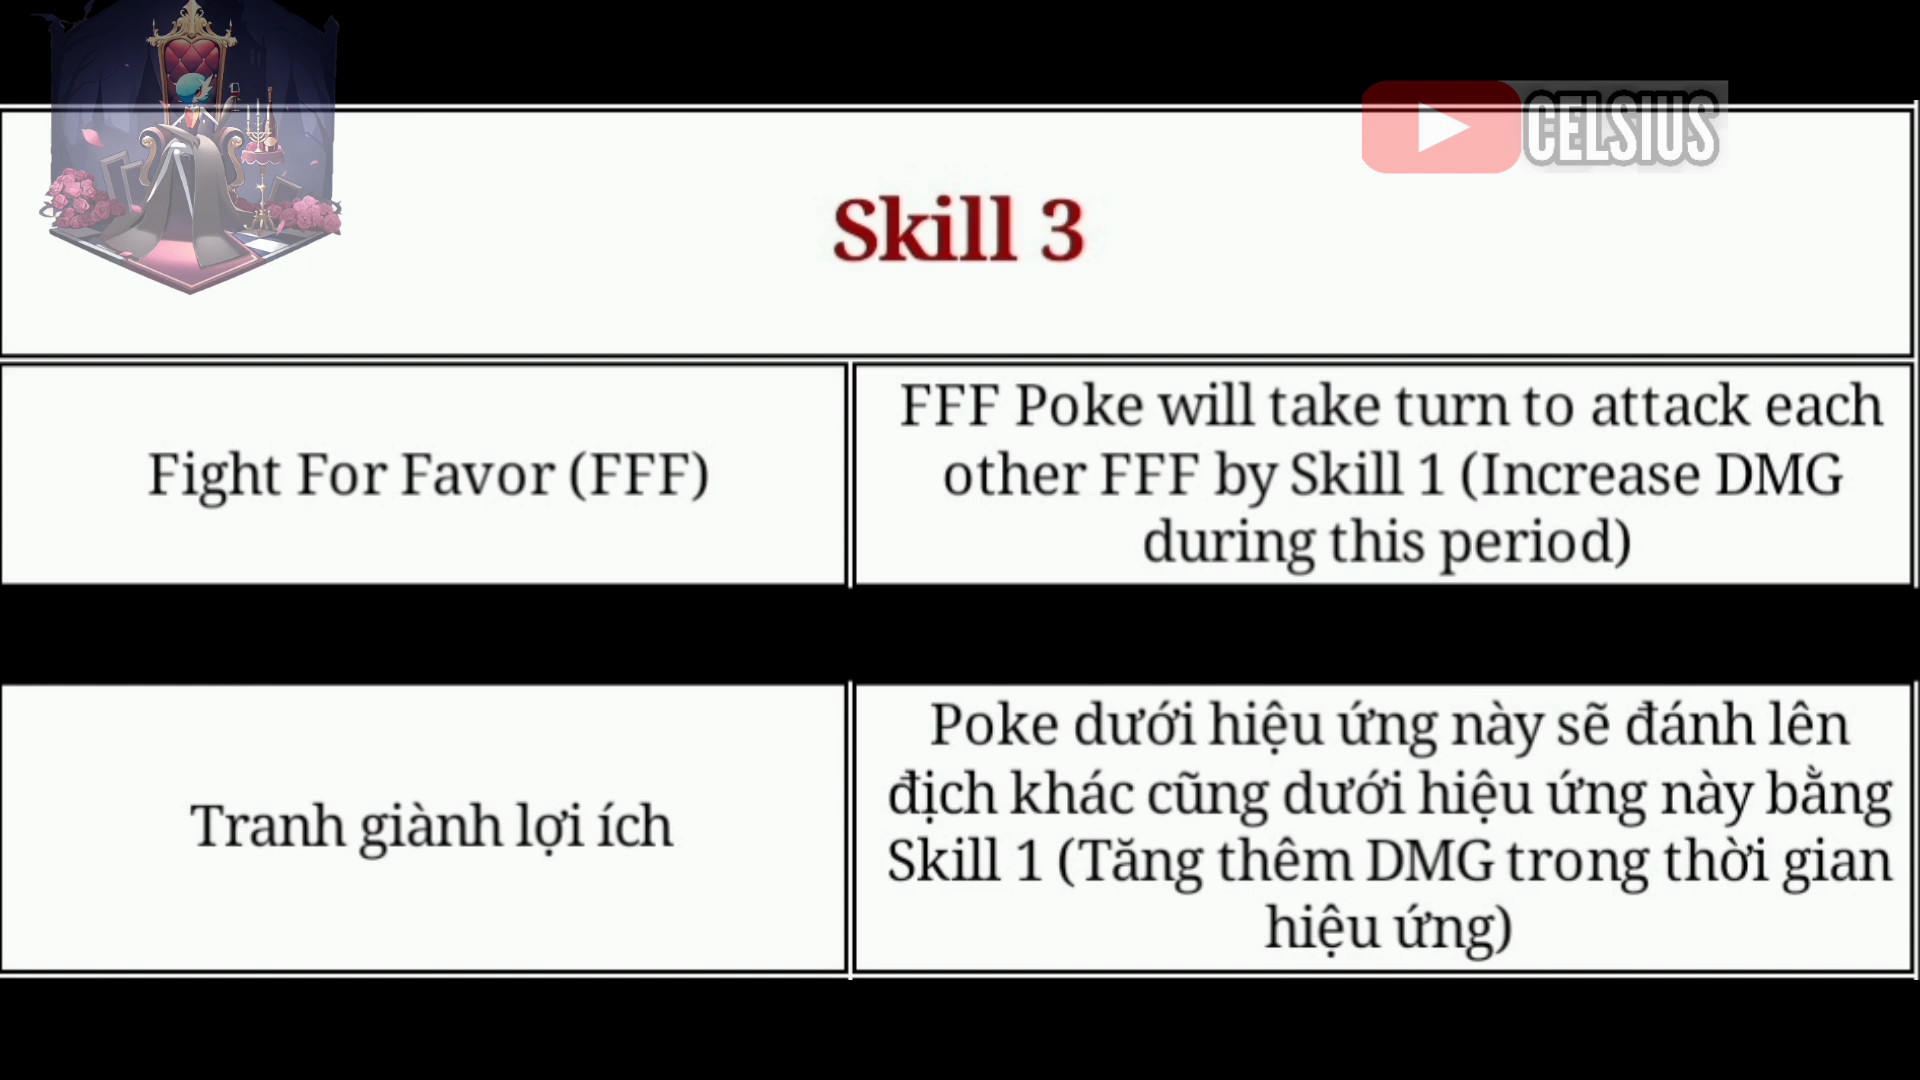 CELSIUS
Skill 3
Fight For Favor (FFF)
FFF Poke will take turn to attack each
other FFF by Skill 1 (Increase DMG
during this period)
Tranh giành lợi ích
Poke dưới hiệu ứng này sẽ đánh lên
địch khác cũng dưới hiệu ứng này bằng
Skill 1 (Tăng thêm DMG trong thời gian
hiệu ứng)